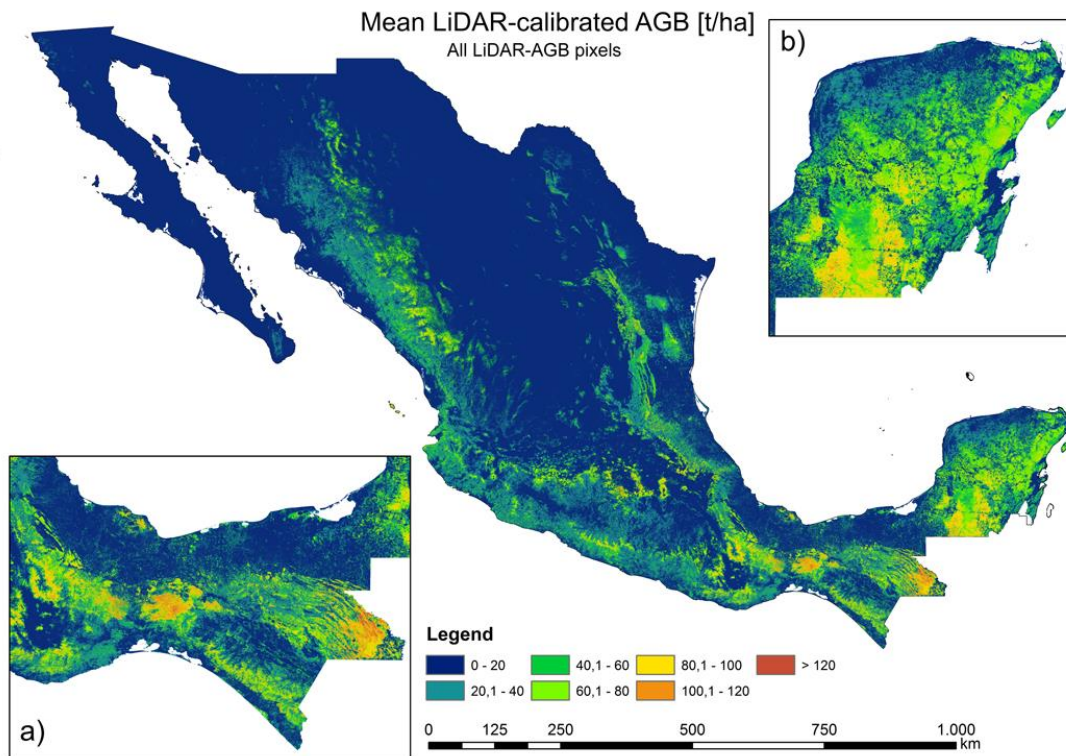 Mean LiDAR-calibrated AGB [t/ha]
All LiDAR-AGB pixels
b)
a)
Legend
0 - 20
40,1 - 60
80,1 - 100
> 120
20,1 - 40
60,1 - 80
100,1 - 120
0 125 250 500 750 1.000
km